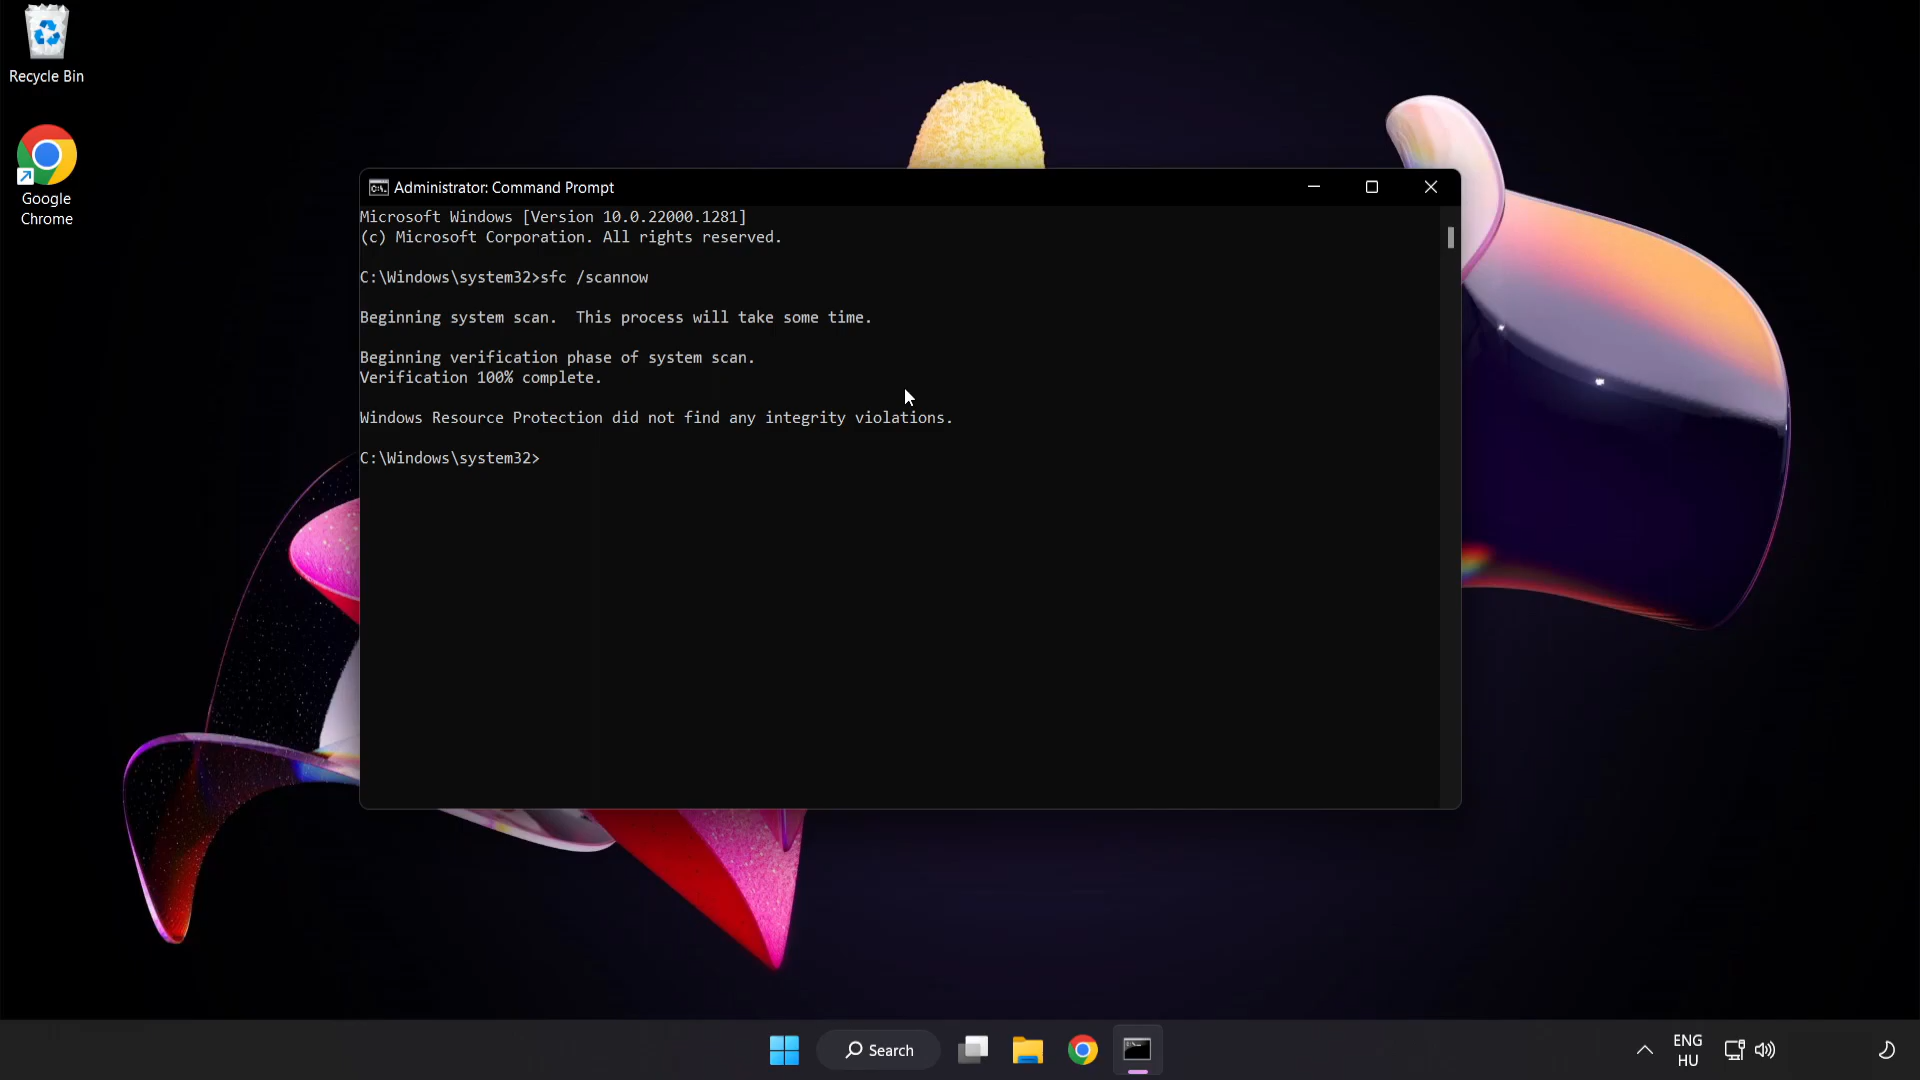 Recycle Bin
Google
Chrome
Administrator: Command Prompt
Microsoft Windows [Version 10.0.22000.1281]
(c) Microsoft Corporation. All rights reserved.
C:\Windows\system32>sfc /scannow
Beginning system scan.  This process will take some time.
Beginning verification phase of system scan.
Verification 100% complete.
Windows Resource Protection did not find any integrity violations.
C:\Windows\system32>
Search
ENG
HU